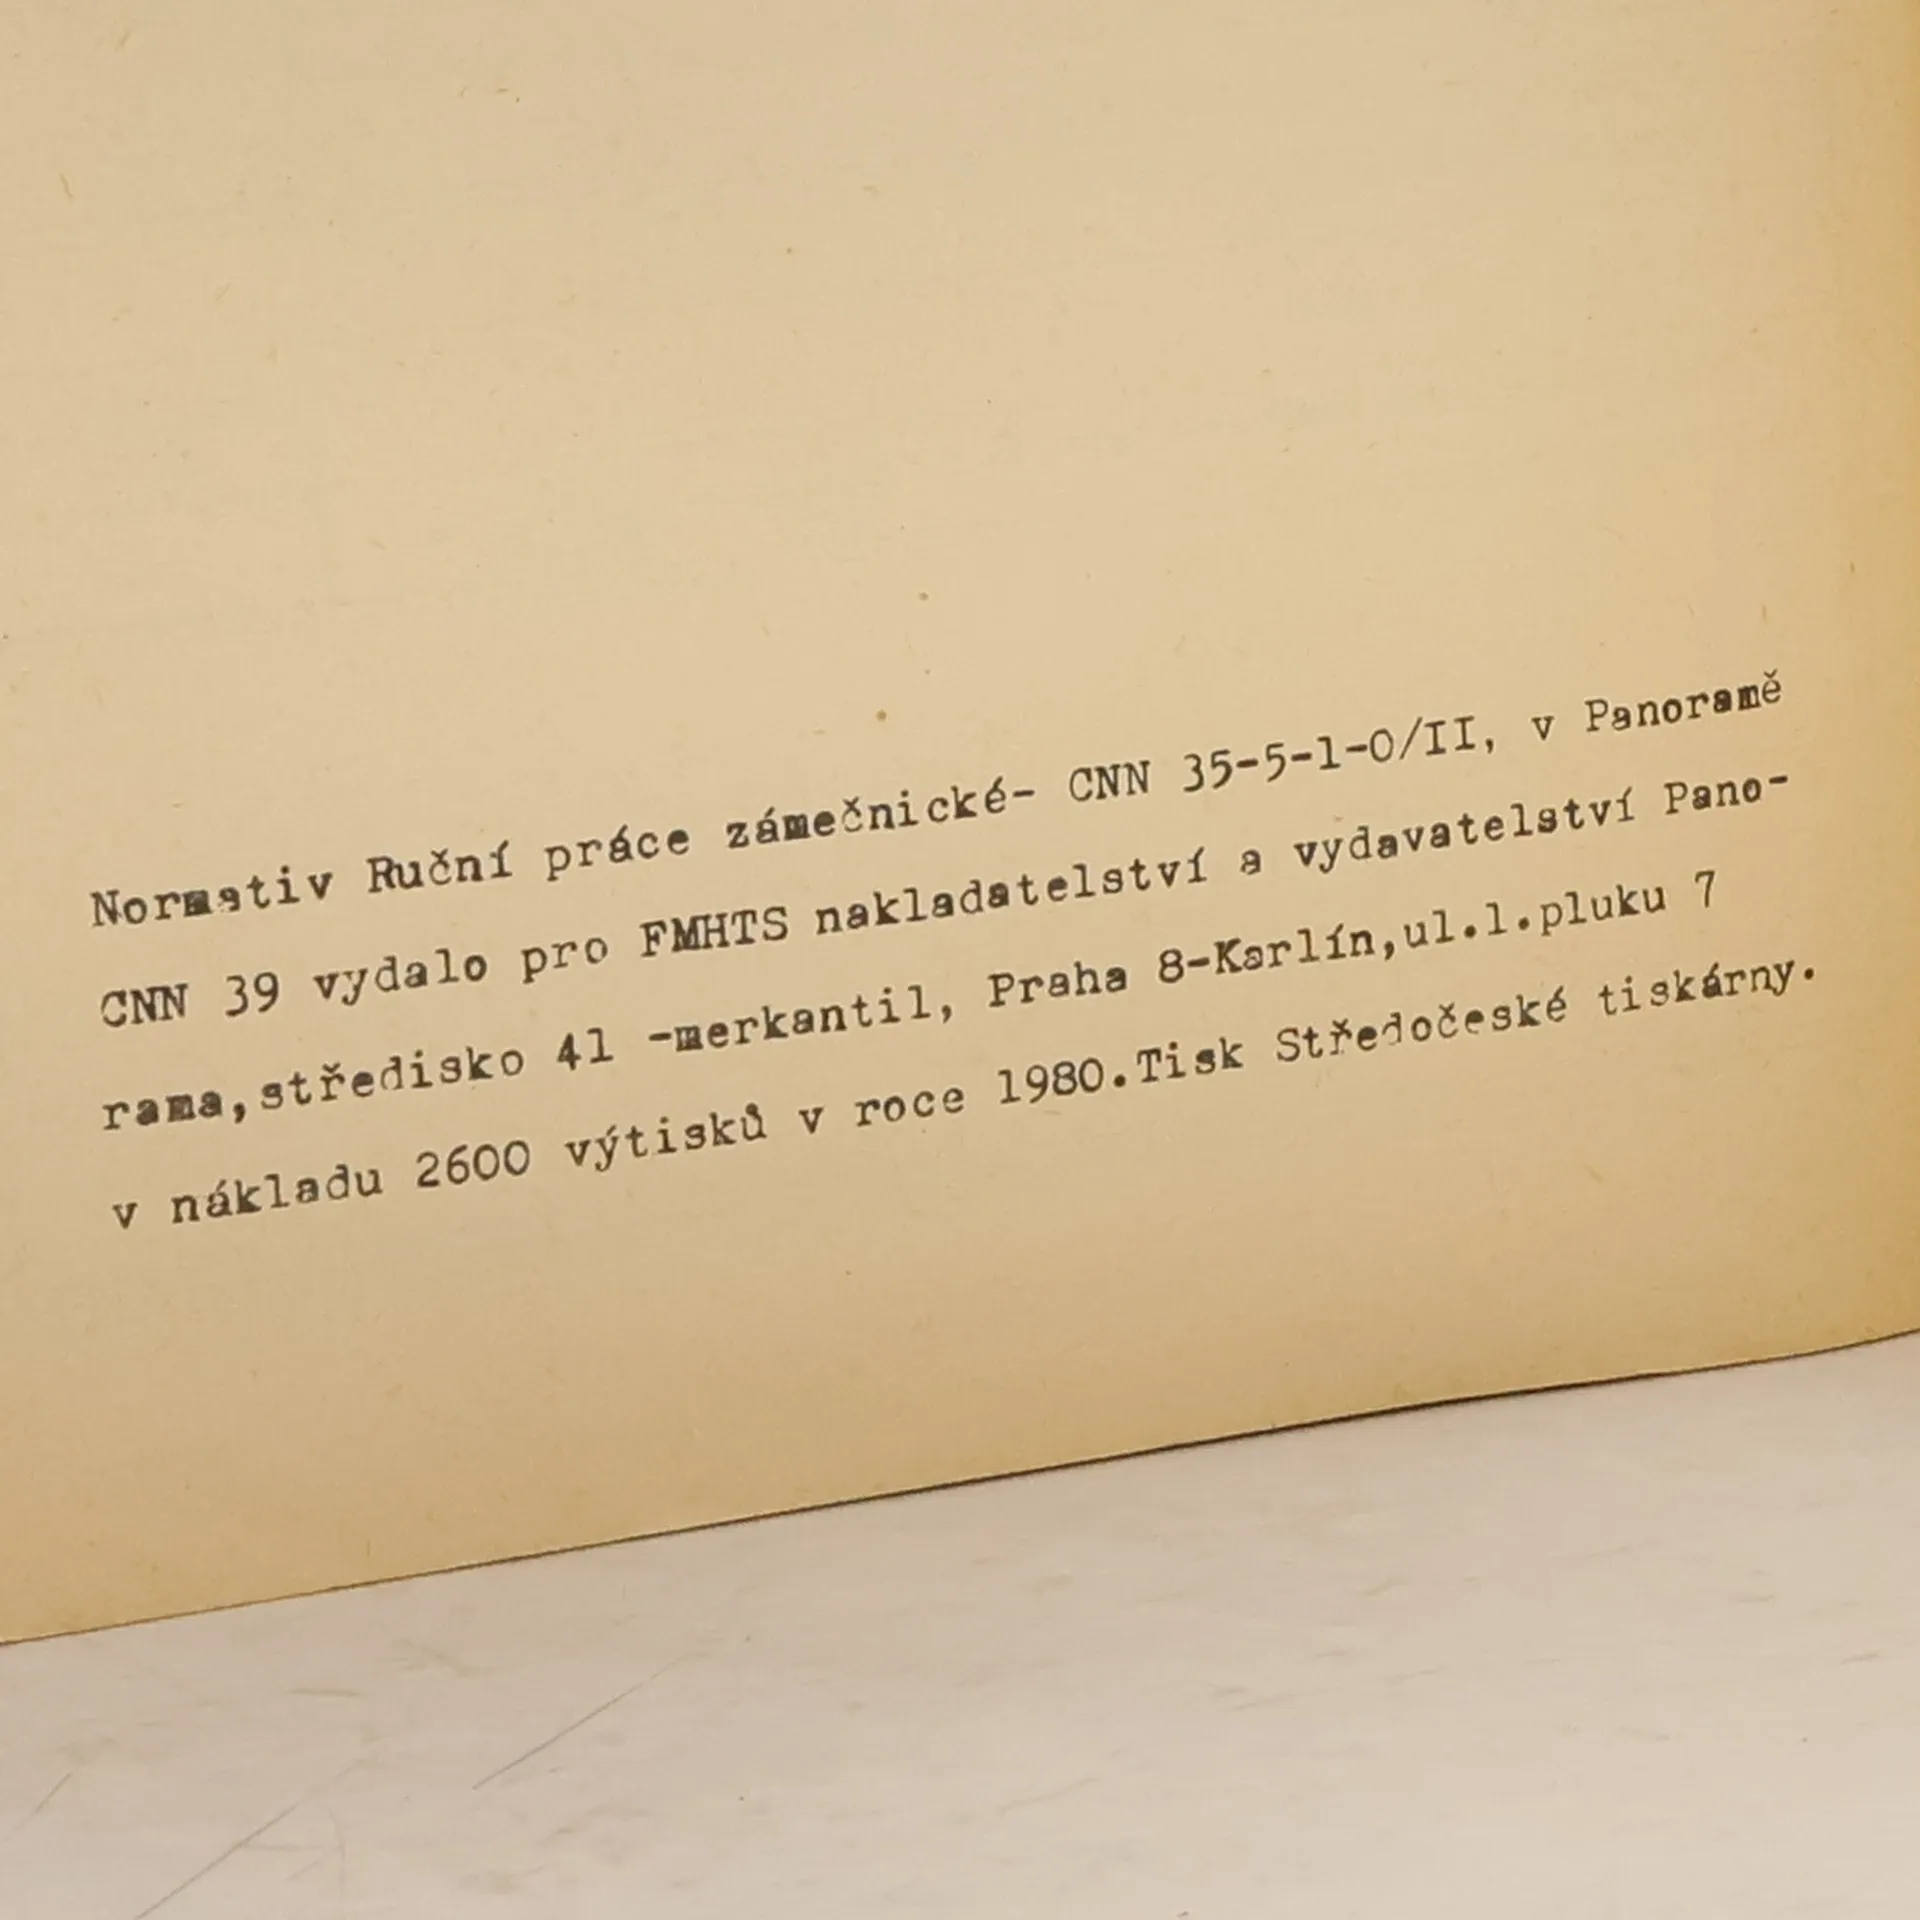 Normativ Ruční práce zámečnické- CNN 35-5-1-0/II, v Panoramě
CNN 39 vydalo pro FMHTS nakladatelství a vydavatelství Pano-
rama,středisko 41 -merkantil, Praha 8-Karlín,ul.1.pluku 7
v nákladu 2600 výtisků v roce 1980.Tisk Středočeské tiskárny.